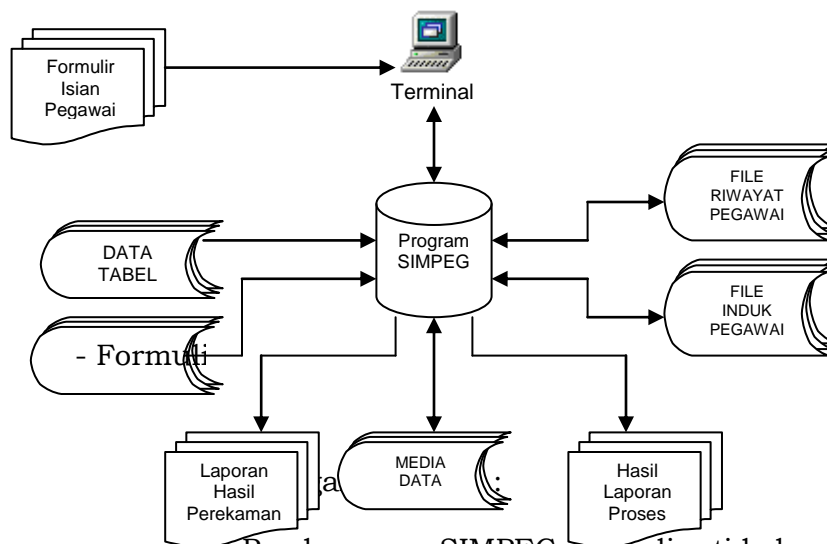 Formulir
Isian
Pegawai
Terminal
FILE
RIWAYAT
PEGAWAI
DATA
TABEL
Program
SIMPEG
FILE
INDUK
PEGAWAI
- Formuli
Laporan
Hasil
Perekaman
MEDIA
DATA
:
Hasil
Laporan
Proses
SIMPEG